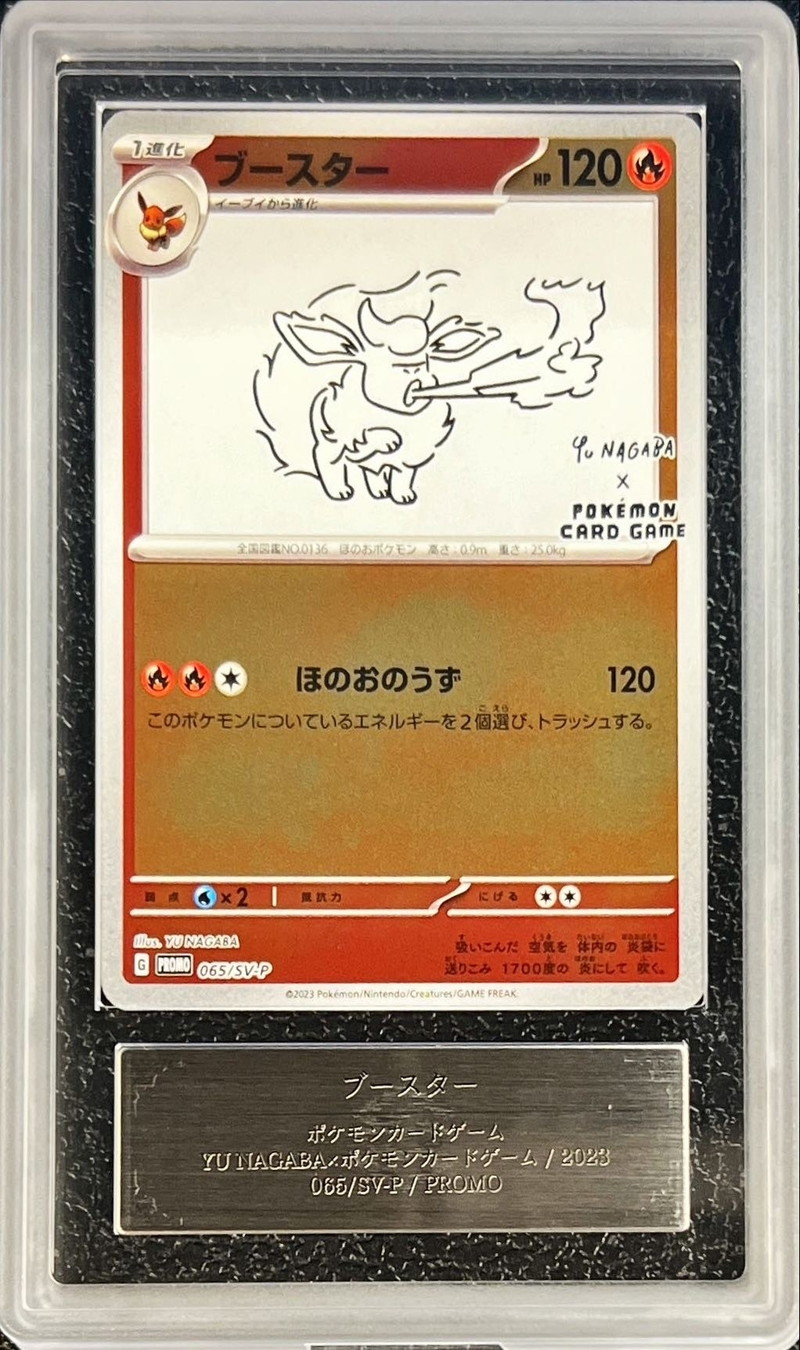 1進化
ブースター
HP 120
イーブイから進化
Yu NAGABA
×
POKÉMON
CARD GAME
全国図鑑NO.0136 ほのおポケモン 高さ:0.9m 重さ:25.0kg
ほのおのうず 120
このポケモンについているエネルギーを2個選び、トラッシュする。
弱点 ×2 抵抗力 にげる
Illus. YU NAGABA
G PROMO 065/SV-P
吸いこんだ 空気を 体内の 炎袋に
送りこみ 1700度の 炎にして 吹く。
©2023 Pokémon/Nintendo/Creatures/GAME FREAK
ブースター
ポケモンカードゲーム
YU NAGABA×ポケモンカードゲーム / 2023
065/SV-P / PROMO